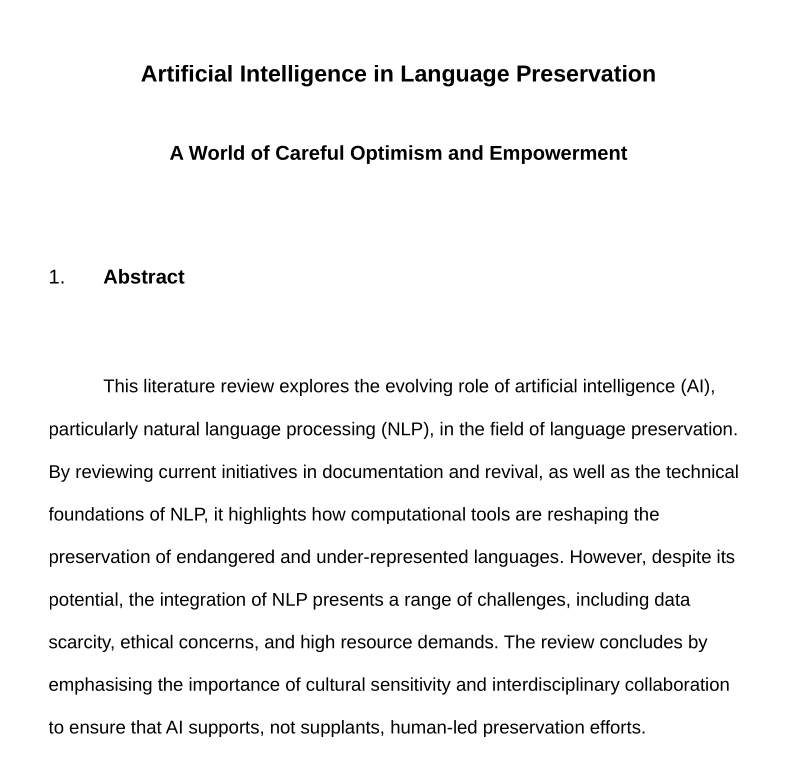 Artificial Intelligence in Language Preservation
A World of Careful Optimism and Empowerment
1. Abstract
This literature review explores the evolving role of artificial intelligence (AI),
particularly natural language processing (NLP), in the field of language preservation.
By reviewing current initiatives in documentation and revival, as well as the technical
foundations of NLP, it highlights how computational tools are reshaping the
preservation of endangered and under-represented languages. However, despite its
potential, the integration of NLP presents a range of challenges, including data
scarcity, ethical concerns, and high resource demands. The review concludes by
emphasising the importance of cultural sensitivity and interdisciplinary collaboration
to ensure that AI supports, not supplants, human-led preservation efforts.